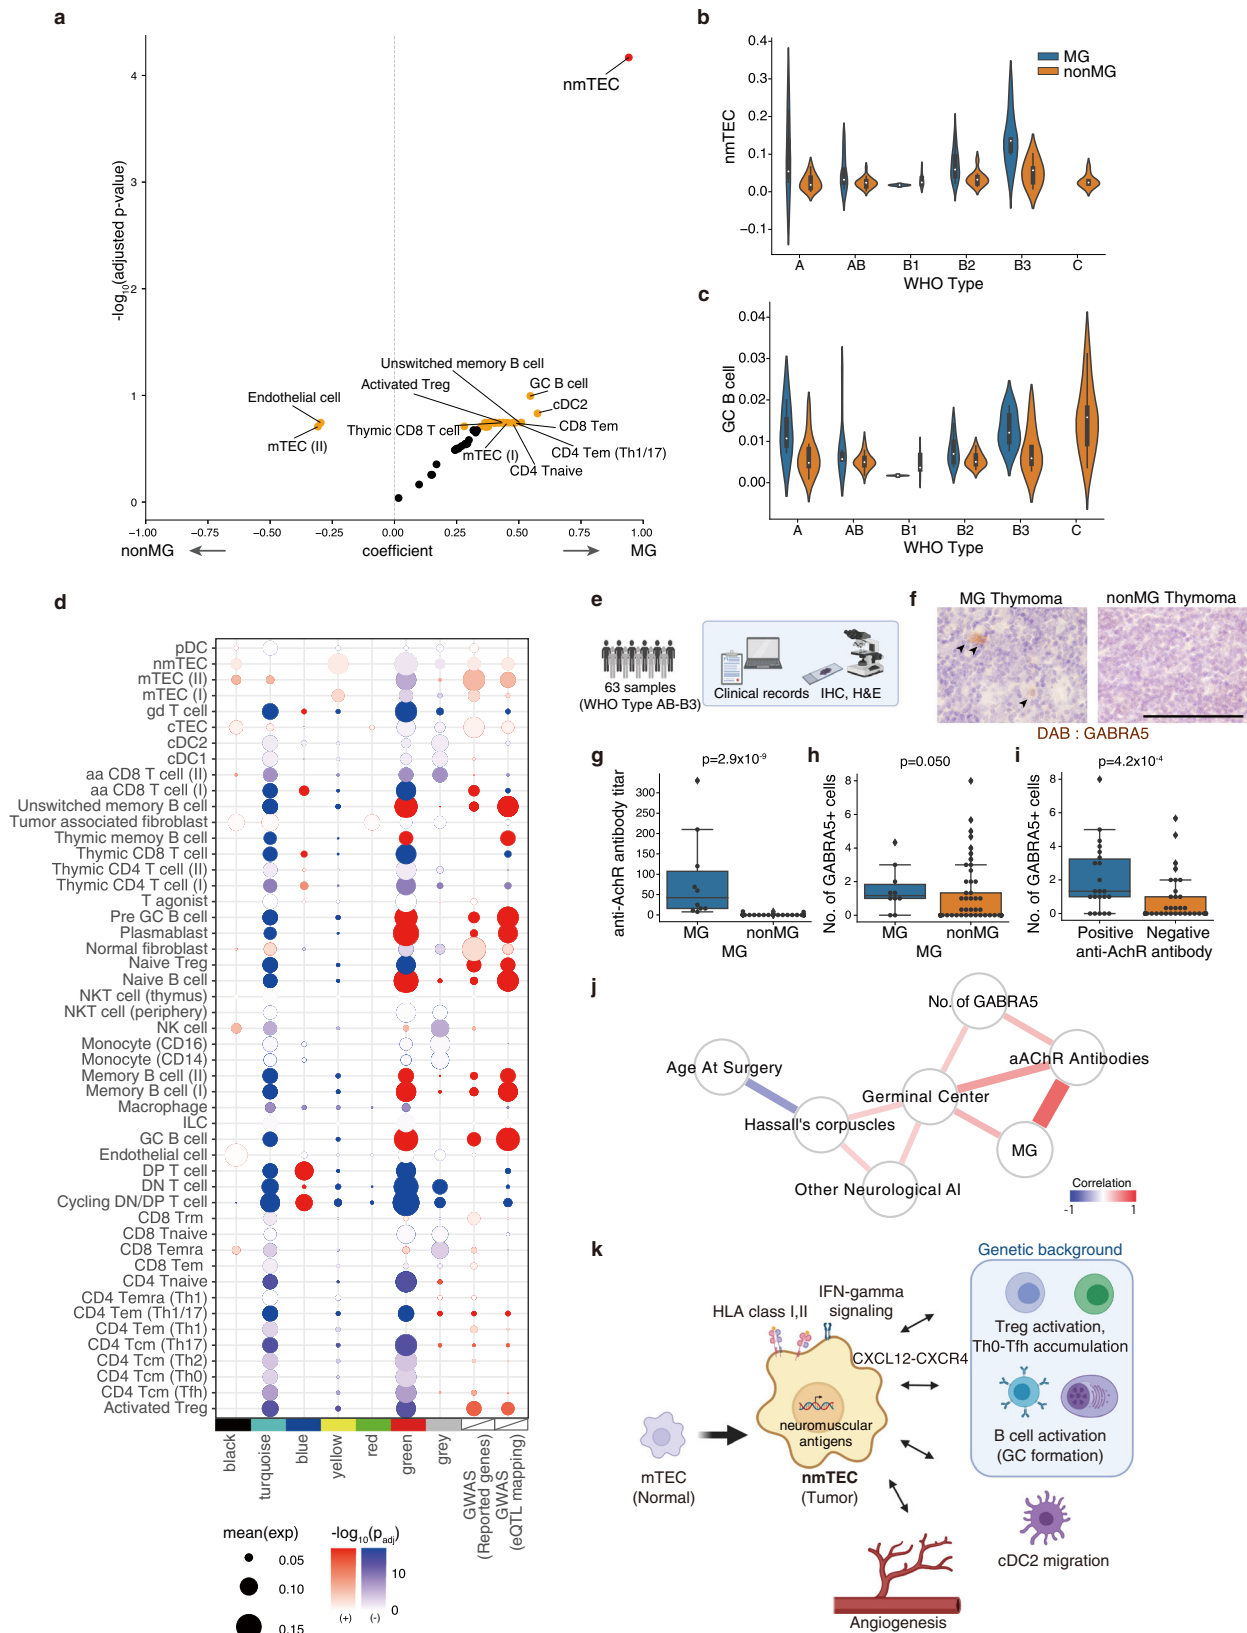 a
-log10(adjusted p-value)
4
3
2
1
0
nmTEC
Unswitched memory B cell
Activated Treg
GC B cell
Endothelial cell
cDC2
Thymic CD8 T cell
CD8 Tem
mTEC (II)
mTEC (I)
CD4 Tem (Th1/17)
CD4 Tnaive
-1.00 -0.75 -0.50 -0.25 0.00 0.25 0.50 0.75 1.00
nonMG coefficient MG
b
nmTEC
0.4
0.3
0.2
0.1
0.0
−0.1
MG
nonMG
A AB B1 B2 B3 C
WHO Type
c
GC B cell
0.04
0.03
0.02
0.01
0.00
A AB B1 B2 B3 C
WHO Type
d
pDC
nmTEC
mTEC (II)
mTEC (I)
gd T cell
cTEC
cDC2
cDC1
aa CD8 T cell (II)
aa CD8 T cell (I)
Unswitched memory B cell
Tumor associated fibroblast
Thymic memoy B cell
Thymic CD8 T cell
Thymic CD4 T cell (II)
Thymic CD4 T cell (I)
T agonist
Pre GC B cell
Plasmablast
Normal fibroblast
Naive Treg
Naive B cell
NKT cell (thymus)
NKT cell (periphery)
NK cell
Monocyte (CD16)
Monocyte (CD14)
Memory B cell (II)
Memory B cell (I)
Macrophage
ILC
GC B cell
Endothelial cell
DP T cell
DN T cell
Cycling DN/DP T cell
CD8 Trm
CD8 Tnaive
CD8 Temra
CD8 Tem
CD4 Tnaive
CD4 Temra (Th1)
CD4 Tem (Th1/17)
CD4 Tem (Th1)
CD4 Tcm (Th17)
CD4 Tcm (Th2)
CD4 Tcm (Th0)
CD4 Tcm (Tfh)
Activated Treg
black
turquoise
blue
yellow
red
green
grey
GWAS
(Reported genes)
GWAS
(eQTL mapping)
mean(exp)
0.05
0.10
0.15
-log10(padj)
10
0
(+) (-)
e
63 samples
(WHO Type AB-B3)
Clinical records IHC, H&E
f
MG Thymoma nonMG Thymoma
DAB : GABRA5
g
p=2.9x10-9
anti-AchR antibody titar
300
250
200
150
100
50
0
MG nonMG
MG
h
p=0.050
No. of GABRA5+ cells
8
6
4
2
0
MG nonMG
MG
i
p=4.2x10-4
No. of GABRA5+ cells
8
6
4
2
0
Positive Negative
anti-AchR antibody
j
No. of GABRA5
aAChR Antibodies
Age At Surgery
Germinal Center
Hassall's corpuscles
MG
Other Neurological AI
Correlation
-1 1
k
Genetic background
IFN-gamma
signaling
HLA class I,II
CXCL12-CXCR4
Treg activation,
Th0-Tfh accumulation
neuromuscular
antigens
B cell activation
(GC formation)
mTEC
(Normal)
nmTEC
(Tumor)
cDC2 migration
Angiogenesis